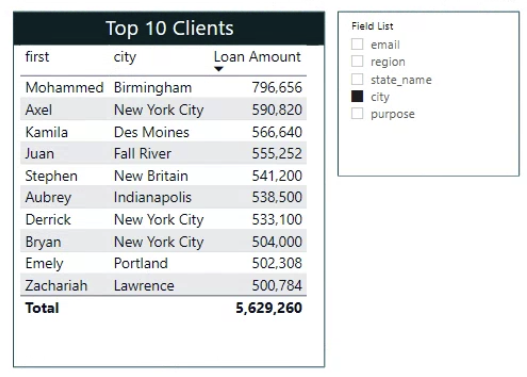 Top 10 Clients
first city Loan Amount
Mohammed Birmingham 796,656
Axel New York City 590,820
Kamila Des Moines 566,640
Juan Fall River 555,252
Stephen New Britain 541,200
Aubrey Indianapolis 538,500
Derrick New York City 533,100
Bryan New York City 504,000
Emely Portland 502,308
Zachariah Lawrence 500,784
Total 5,629,260
Field List
email
region
state_name
city
purpose